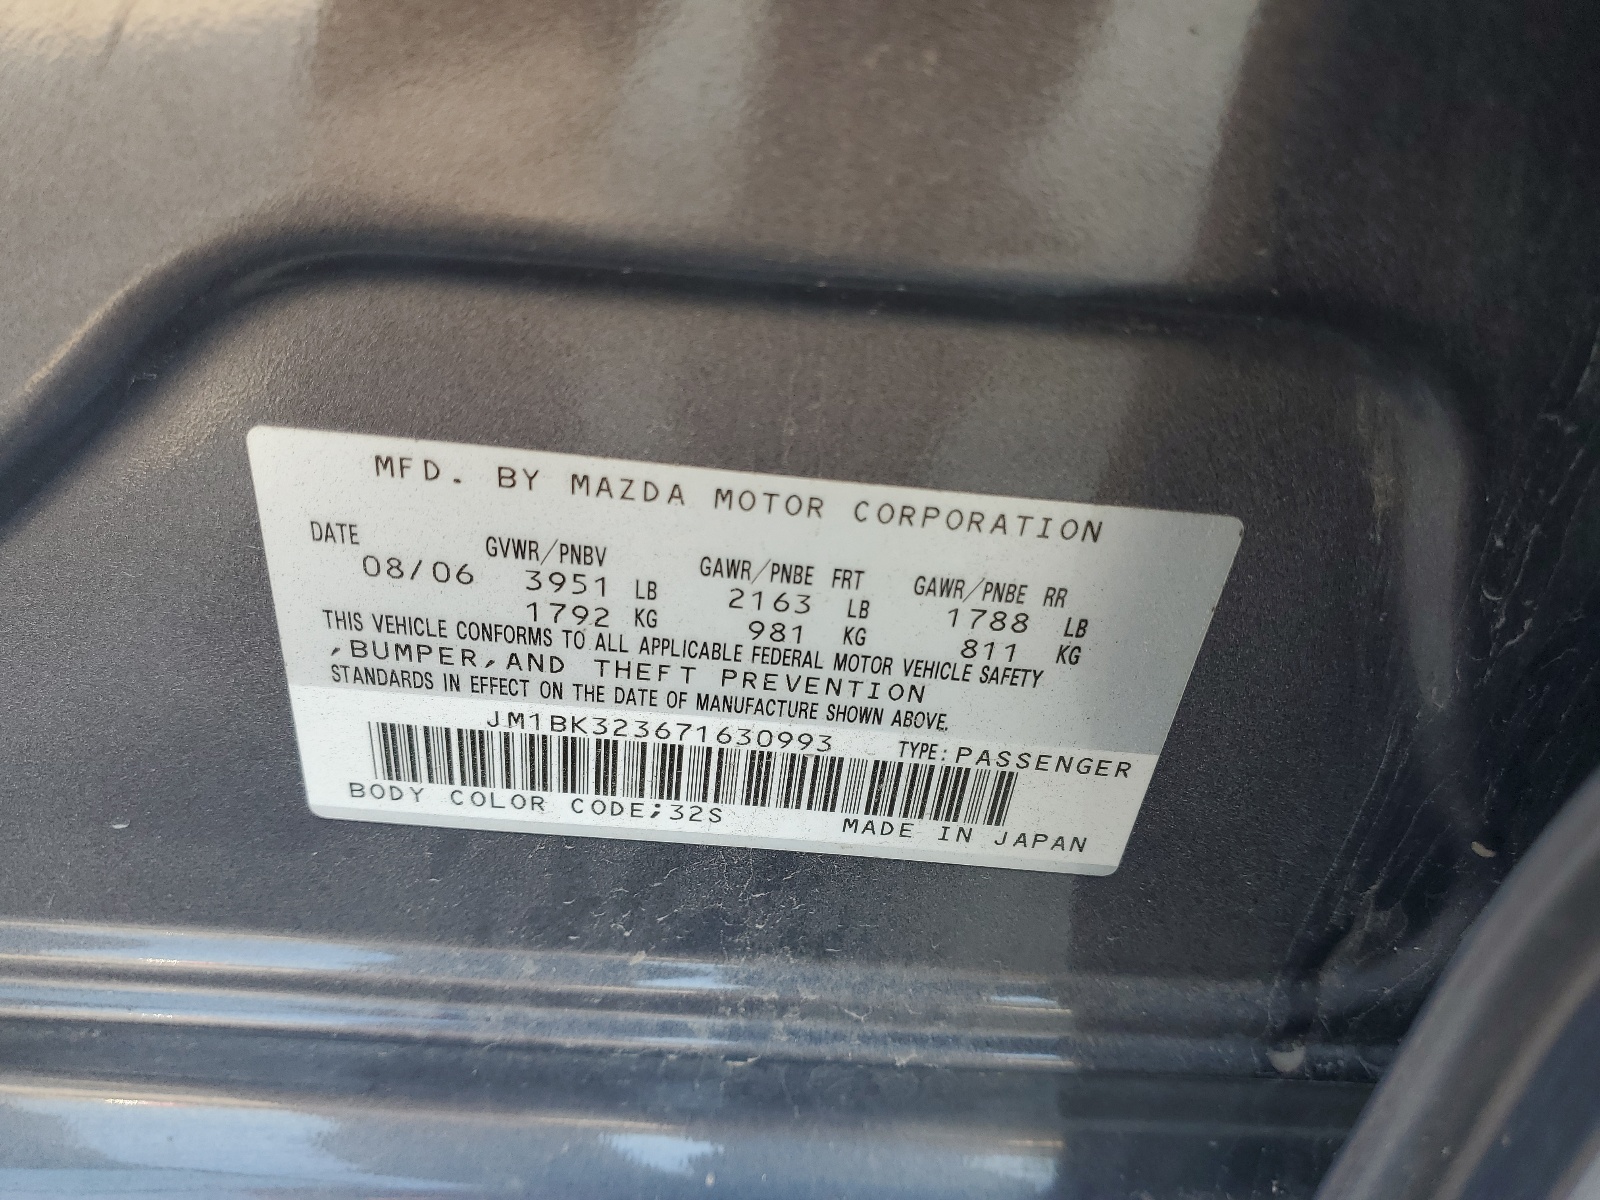 MFD. BY MAZDA MOTOR CORPORATION
DATE GVWR/PNBV GAWR/PNBE FRT GAWR/PNBE RR
08/06 3951 LB 2163 LB 1788 LB
1792 KG 981 KG 811 KG
THIS VEHICLE CONFORMS TO ALL APPLICABLE FEDERAL MOTOR VEHICLE SAFETY
,BUMPER,AND THEFT PREVENTION
STANDARDS IN EFFECT ON THE DATE OF MANUFACTURE SHOWN ABOVE.
JM1BK323671630993 TYPE:PASSENGER
BODY COLOR CODE;32S MADE IN JAPAN